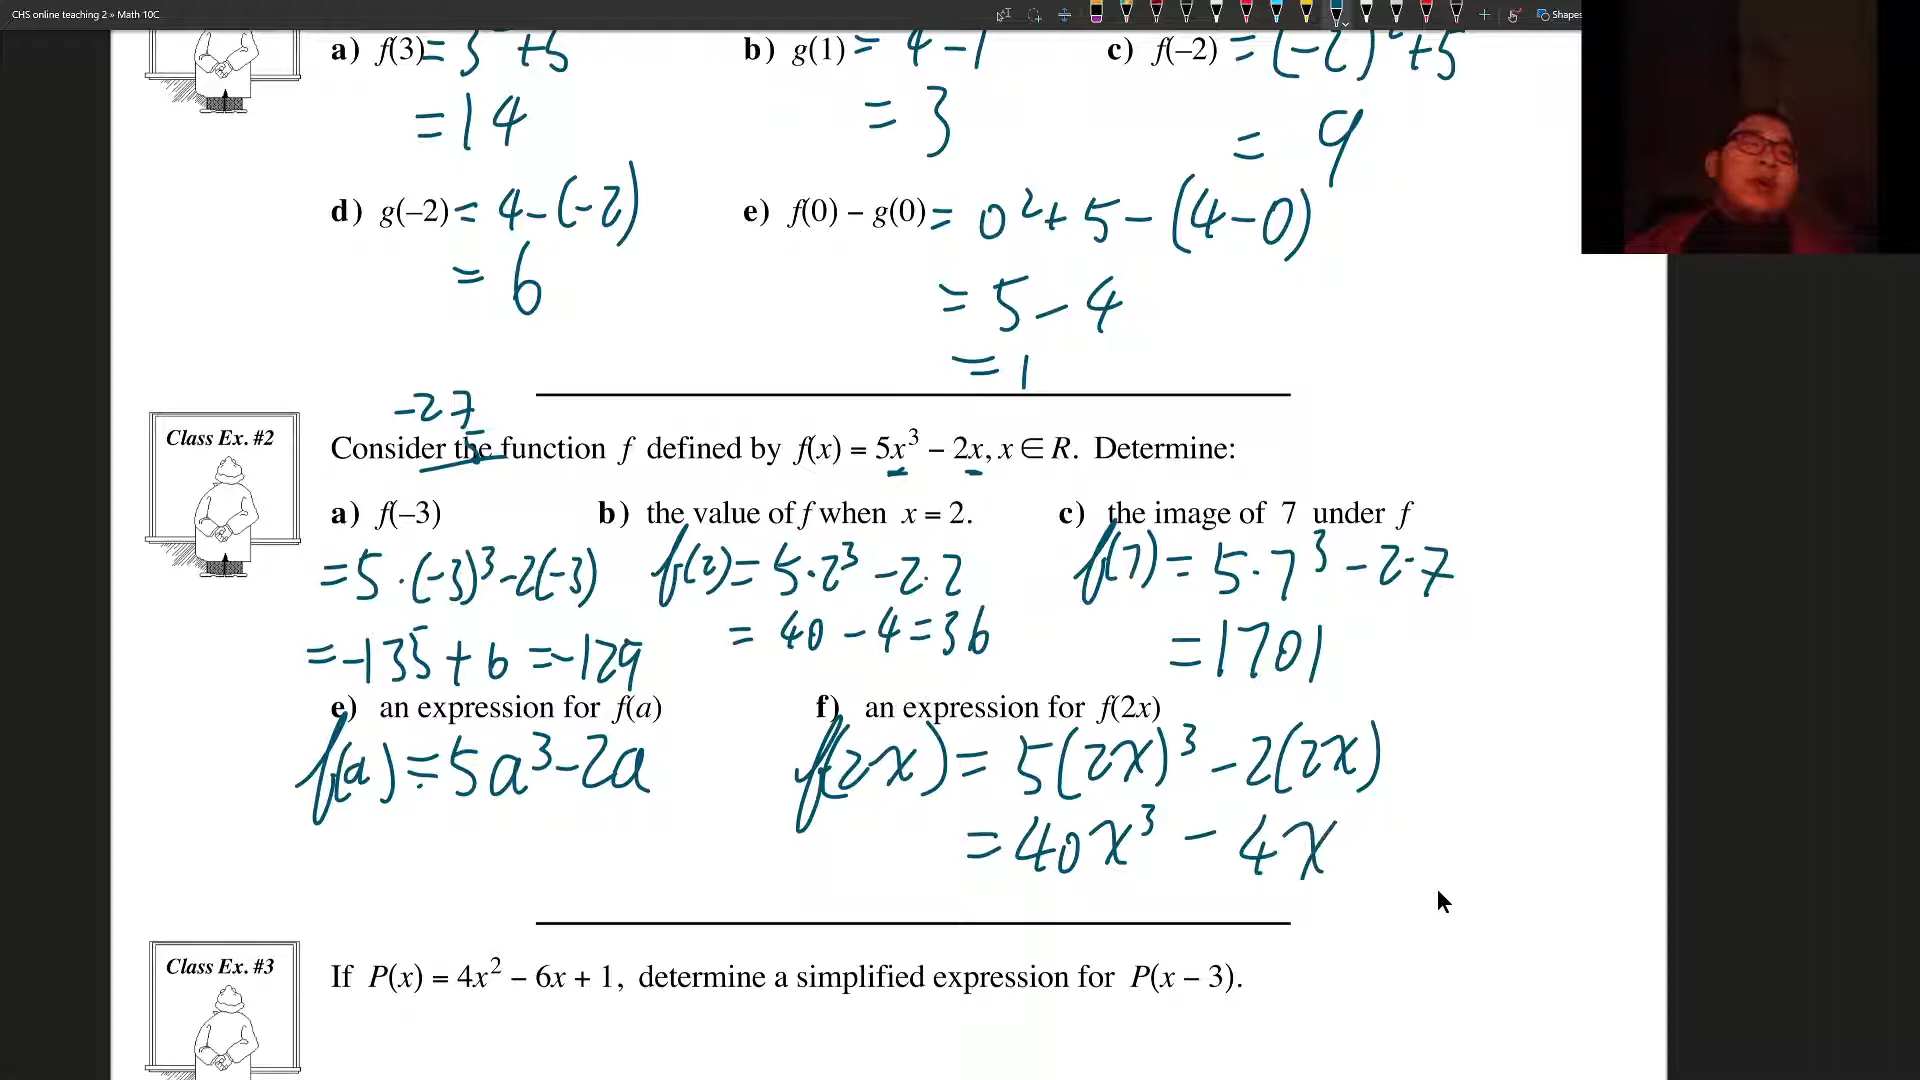 CHS online teaching 2 » Math 10C
Shapes
a) f(3) = 3² + 5
= 14
b) g(1) = 4 - 1
= 3
c) f(–2) = (-2)² + 5
= 9
d) g(–2) = 4 - (-2)
= 6
e) f(0) – g(0) = 0² + 5 - (4 - 0)
= 5 - 4
= 1
-27
5
Class Ex. #2
Consider the function f defined by f(x) = 5x³ – 2x, x ∈ R. Determine:
a) f(–3)
= 5 · (-3)³ - 2(-3)
= -135 + 6 = -129
b) the value of f when x = 2.
f(2) = 5 · 2³ - 2 · 2
= 40 - 4 = 36
c) the image of 7 under f
f(7) = 5 · 7³ - 2 · 7
= 1701
e) an expression for f(a)
f(a) = 5a³ - 2a
f) an expression for f(2x)
f(2x) = 5(2x)³ - 2(2x)
= 40x³ - 4x
Class Ex. #3
If P(x) = 4x² – 6x + 1, determine a simplified expression for P(x – 3).